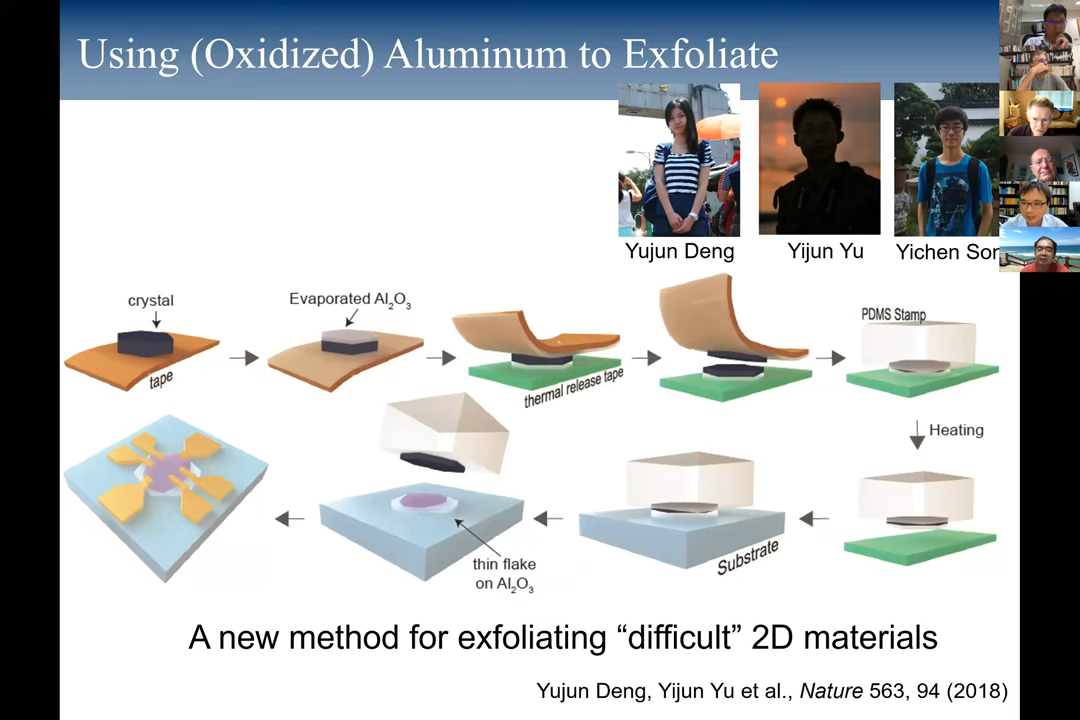 Using (Oxidized) Aluminum to Exfoliate
Yujun Deng
Yijun Yu
Yichen
crystal
Evaporated Al₂O₃
tape
thermal release tape
PDMS Stamp
Heating
thin flake
on Al₂O₃
Substrate
A new method for exfoliating “difficult” 2D materials
Yujun Deng, Yijun Yu et al., Nature 563, 94 (2018)